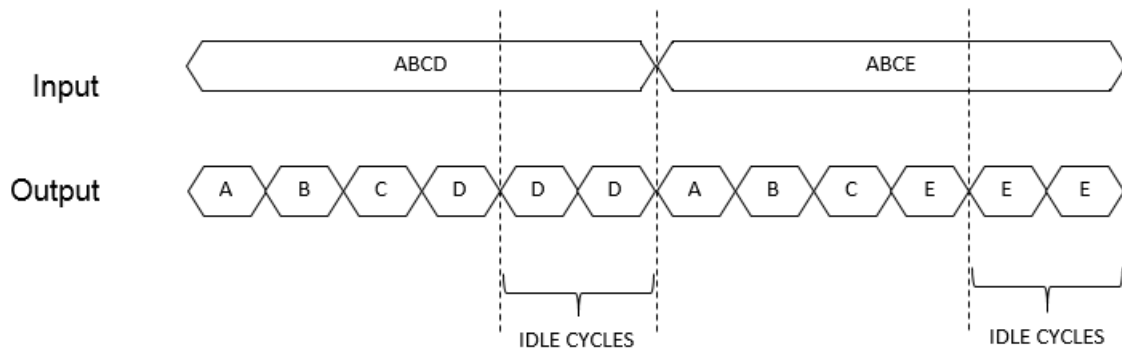 ABCD ABCE
Input
Output A B C D D D A B C E E E
IDLE CYCLES IDLE CYCLES